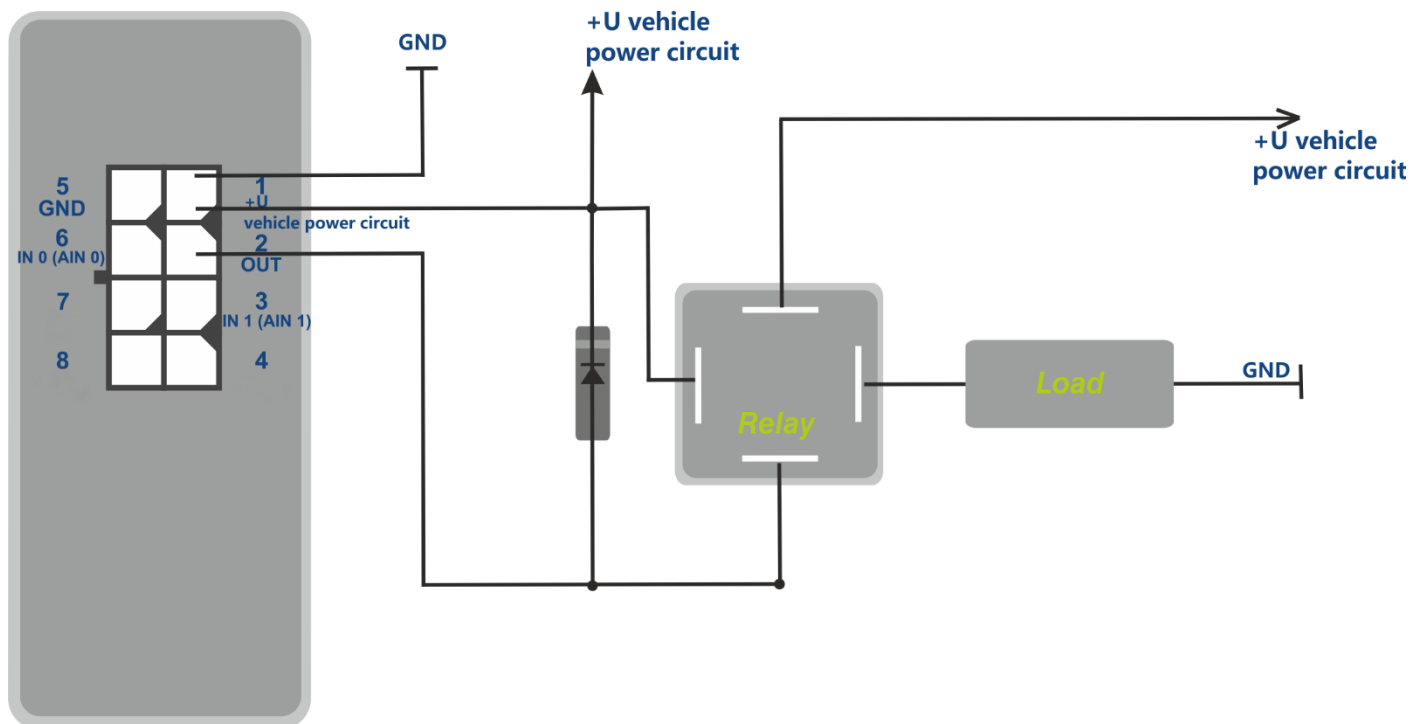 +U vehicle
power circuit
GND
+U vehicle
power circuit
5
GND
1
+U
vehicle power circuit
6
IN 0 (AIN 0)
2
OUT
7
3
IN 1 (AIN 1)
8
4
Relay
Load
GND